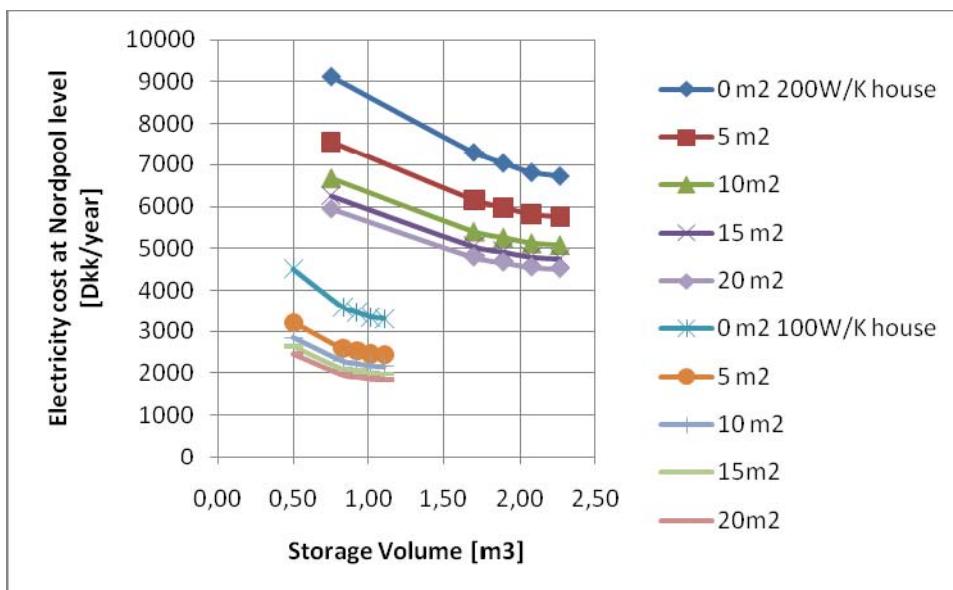 10000
9000
8000
7000
6000
5000
4000
3000
2000
1000
0
Electricity cost at Nordpool level
[Dkk/year]
0,00 0,50 1,00 1,50 2,00 2,50
Storage Volume [m3]
0 m2 200W/K house
5 m2
10m2
15 m2
20 m2
0 m2 100W/K house
5 m2
10 m2
15m2
20m2